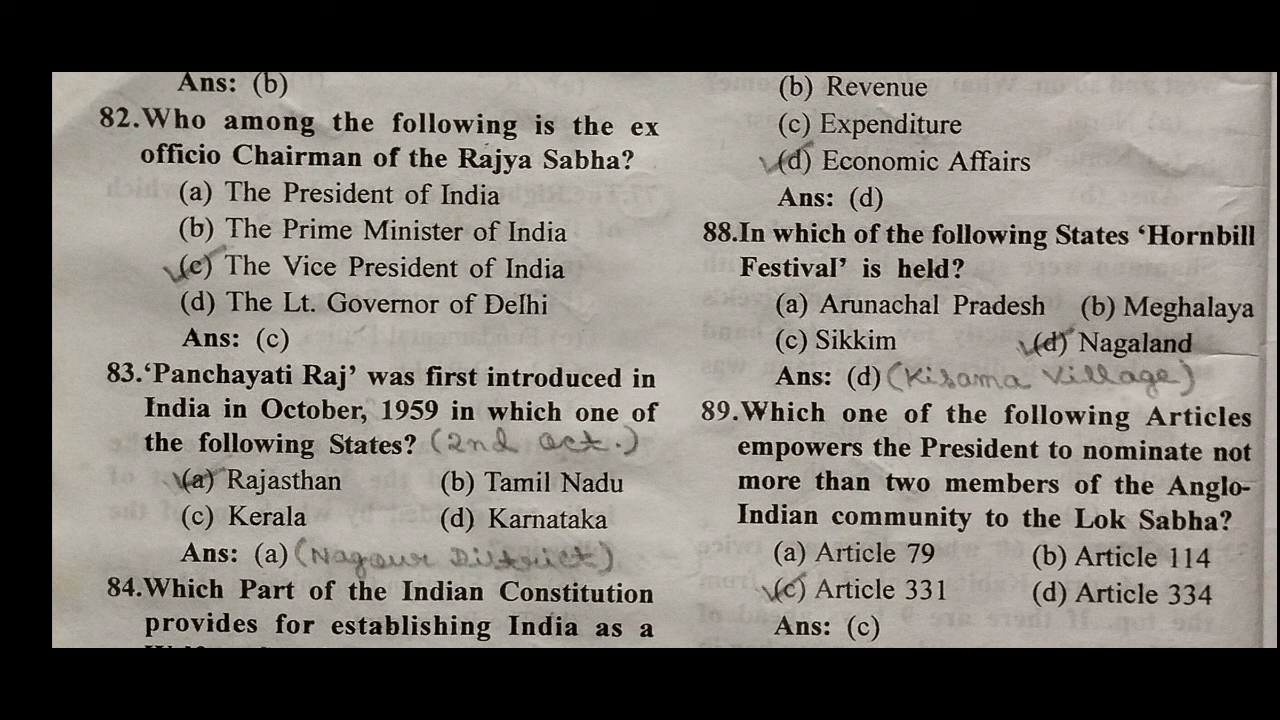 Ans: (b)
82.Who among the following is the ex
officio Chairman of the Rajya Sabha?
(a) The President of India
(b) The Prime Minister of India
(c) The Vice President of India
(d) The Lt. Governor of Delhi
Ans: (c)
83.‘Panchayati Raj’ was first introduced in
India in October, 1959 in which one of
the following States? (2nd oct.)
(a) Rajasthan (b) Tamil Nadu
(c) Kerala (d) Karnataka
Ans: (a) (Nagaur District)
84.Which Part of the Indian Constitution
provides for establishing India as a
(b) Revenue
(c) Expenditure
(d) Economic Affairs
Ans: (d)
88.In which of the following States ‘Hornbill
Festival’ is held?
(a) Arunachal Pradesh (b) Meghalaya
(c) Sikkim (d) Nagaland
Ans: (d) (Kisama Village)
89.Which one of the following Articles
empowers the President to nominate not
more than two members of the Anglo-
Indian community to the Lok Sabha?
(a) Article 79 (b) Article 114
(c) Article 331 (d) Article 334
Ans: (c)